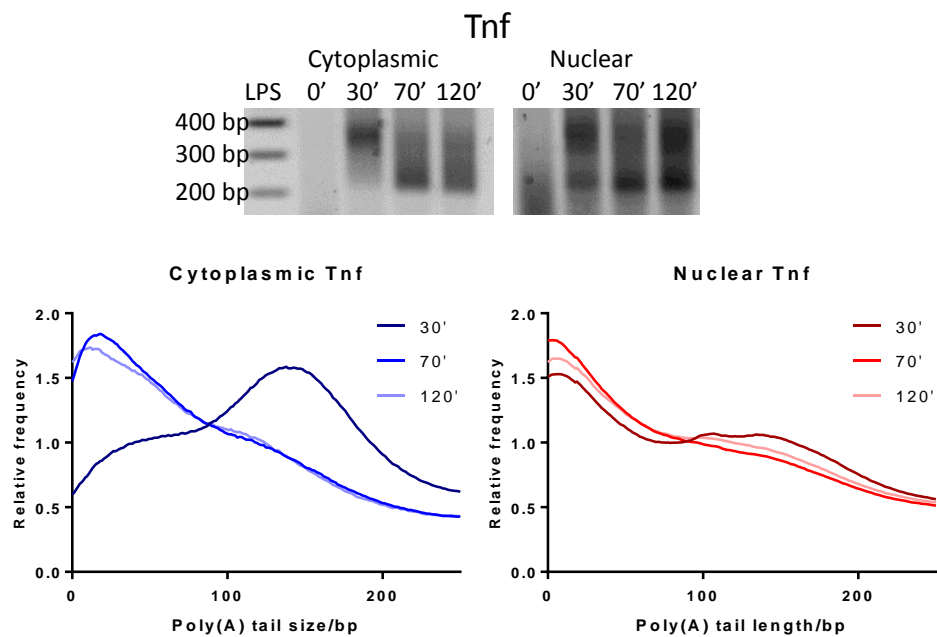 Tnf
Cytoplasmic Nuclear
LPS 0’ 30’ 70’ 120’ 0’ 30’ 70’ 120’
400 bp
300 bp
200 bp
Cytoplasmic Tnf
2.0
1.5
1.0
0.5
0.0
Relative frequency
30'
70'
120'
0 100 200
Poly(A) tail size/bp
Nuclear Tnf
2.0
1.5
1.0
0.5
0.0
Relative frequency
30'
70'
120'
0 100 200
Poly(A) tail length/bp